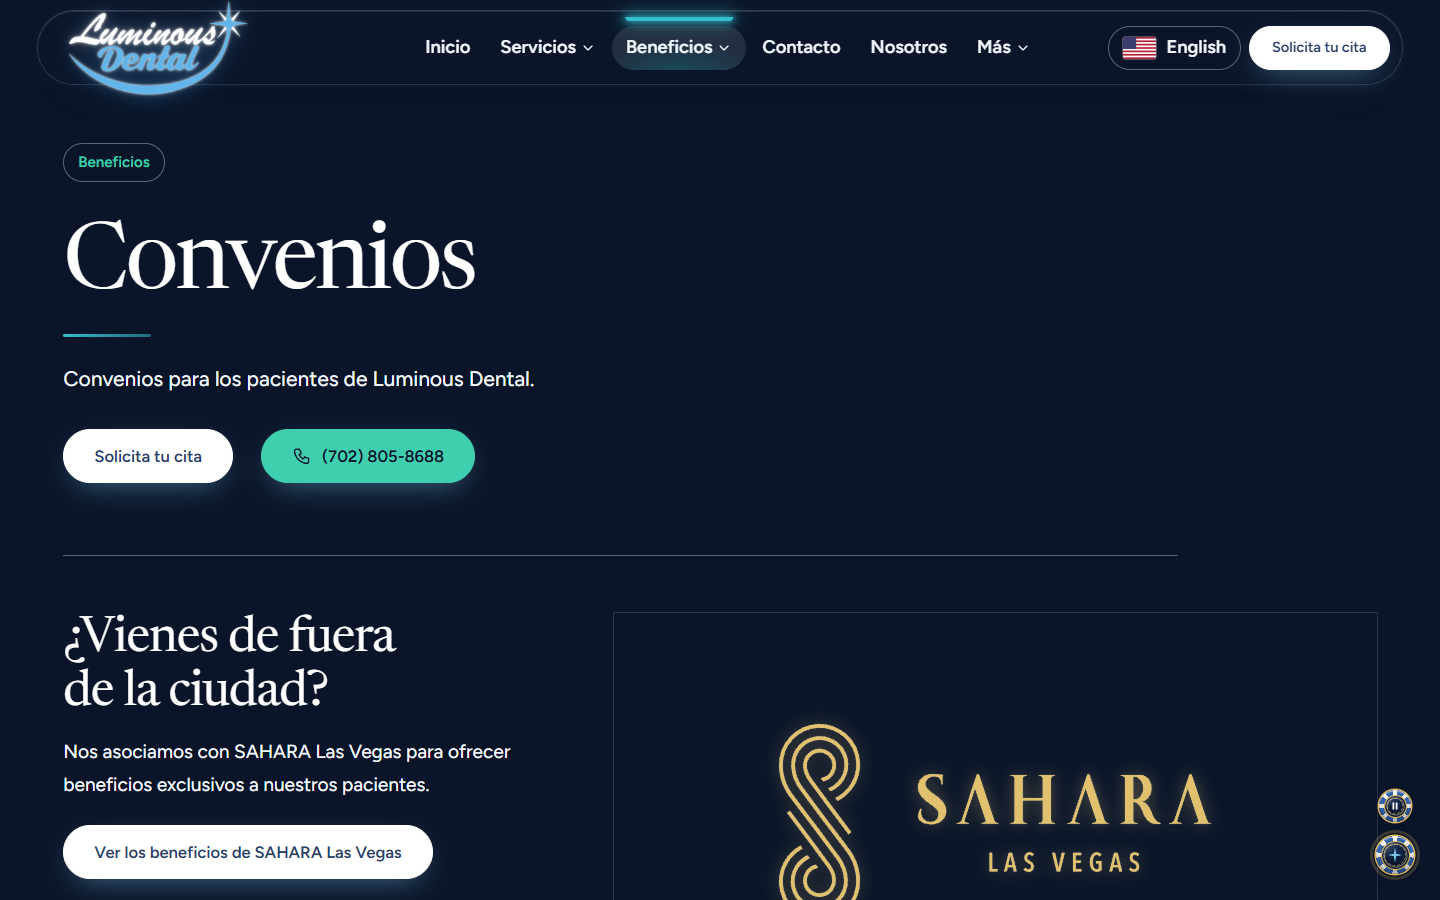 Luminous
Dental
Inicio
Servicios
Beneficios
Contacto
Nosotros
Más
English
Solicita tu cita
Beneficios
Convenios
Convenios para los pacientes de Luminous Dental.
Solicita tu cita
(702) 805-8688
¿Vienes de fuera
de la ciudad?
Nos asociamos con SAHARA Las Vegas para ofrecer
beneficios exclusivos a nuestros pacientes.
Ver los beneficios de SAHARA Las Vegas
SAHARA
LAS VEGAS